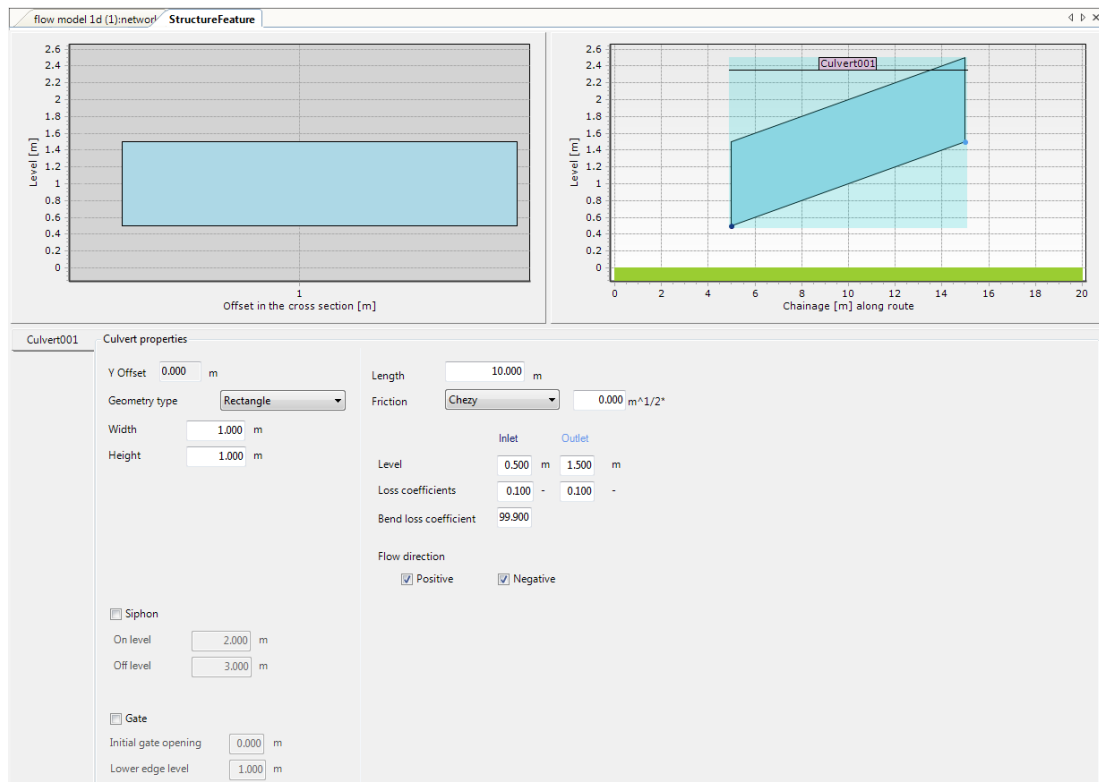 flow model 1d (1):network
StructureFeature
2.6
2.4
2.2
2
1.8
1.6
1.4
1.2
1
0.8
0.6
0.4
0.2
0
Level [m]
1
Offset in the cross section [m]
2.6
2.4
2.2
2
1.8
1.6
1.4
1.2
1
0.8
0.6
0.4
0.2
0
Level [m]
Culvert001
0 2 4 6 8 10 12 14 16 18 20
Chainage [m] along route
Culvert001
Culvert properties
Y Offset 0.000 m
Geometry type Rectangle
Width 1.000 m
Height 1.000 m
Length 10.000 m
Friction Chezy 0.000 m^1/2*
Inlet Outlet
Level 0.500 m 1.500 m
Loss coefficients 0.100 - 0.100 -
Bend loss coefficient 99.900
Flow direction
Positive Negative
Siphon
On level 2.000 m
Off level 3.000 m
Gate
Initial gate opening 0.000 m
Lower edge level 1.000 m